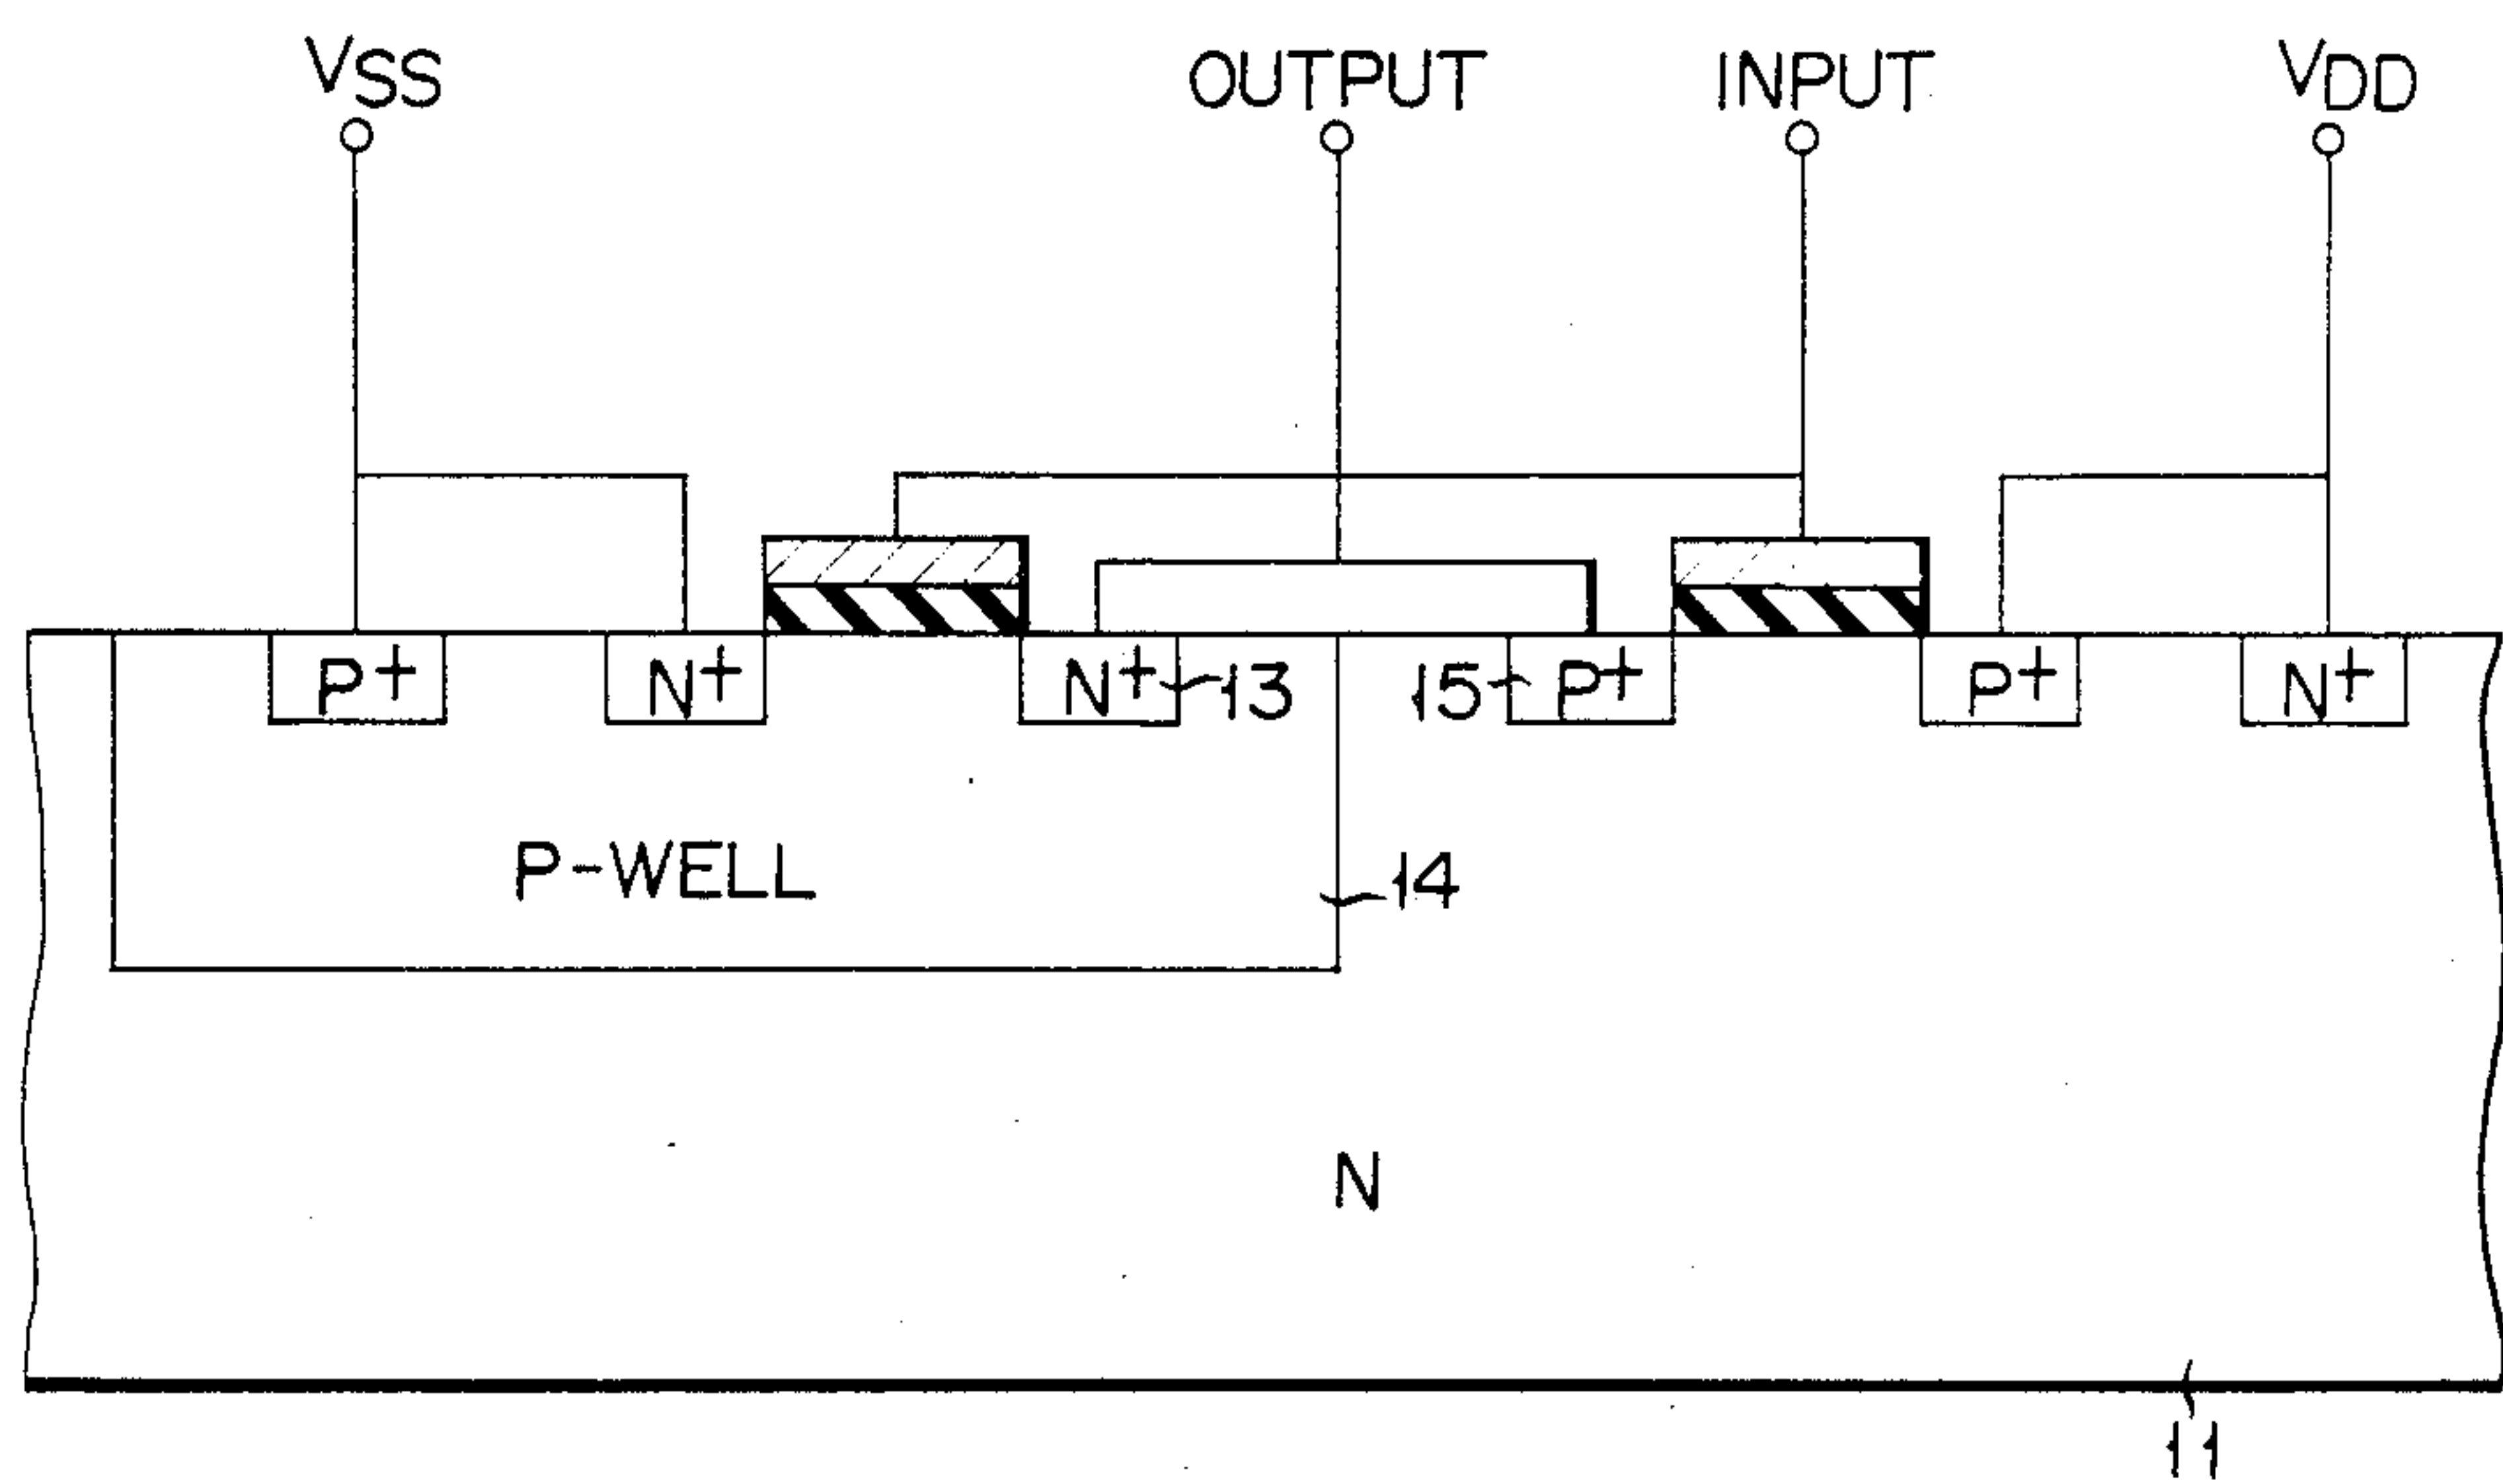 VSS
OUTPUT
INPUT
VDD
P+
N+
N+
13
15
P+
P+
N+
P-WELL
14
N
11